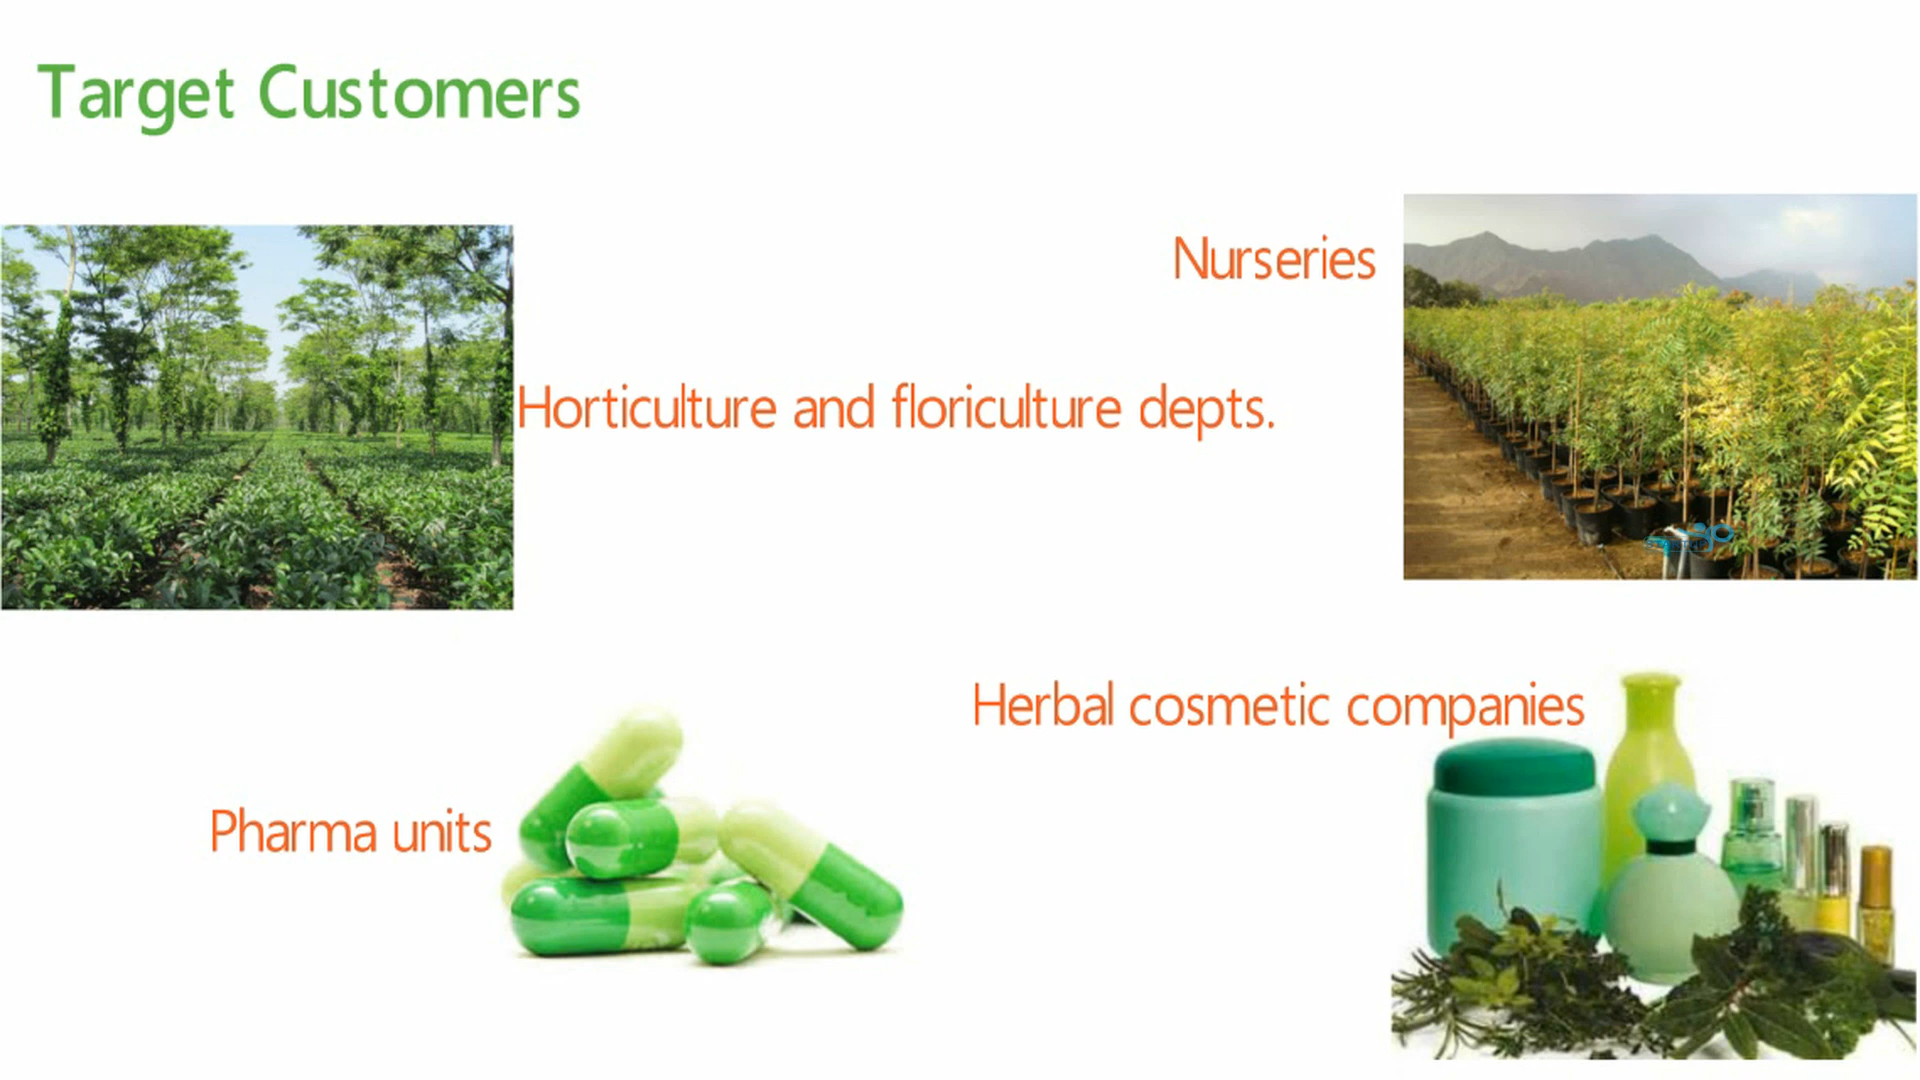 Target Customers
Nurseries
Horticulture and floriculture depts.
Herbal cosmetic companies
Pharma units